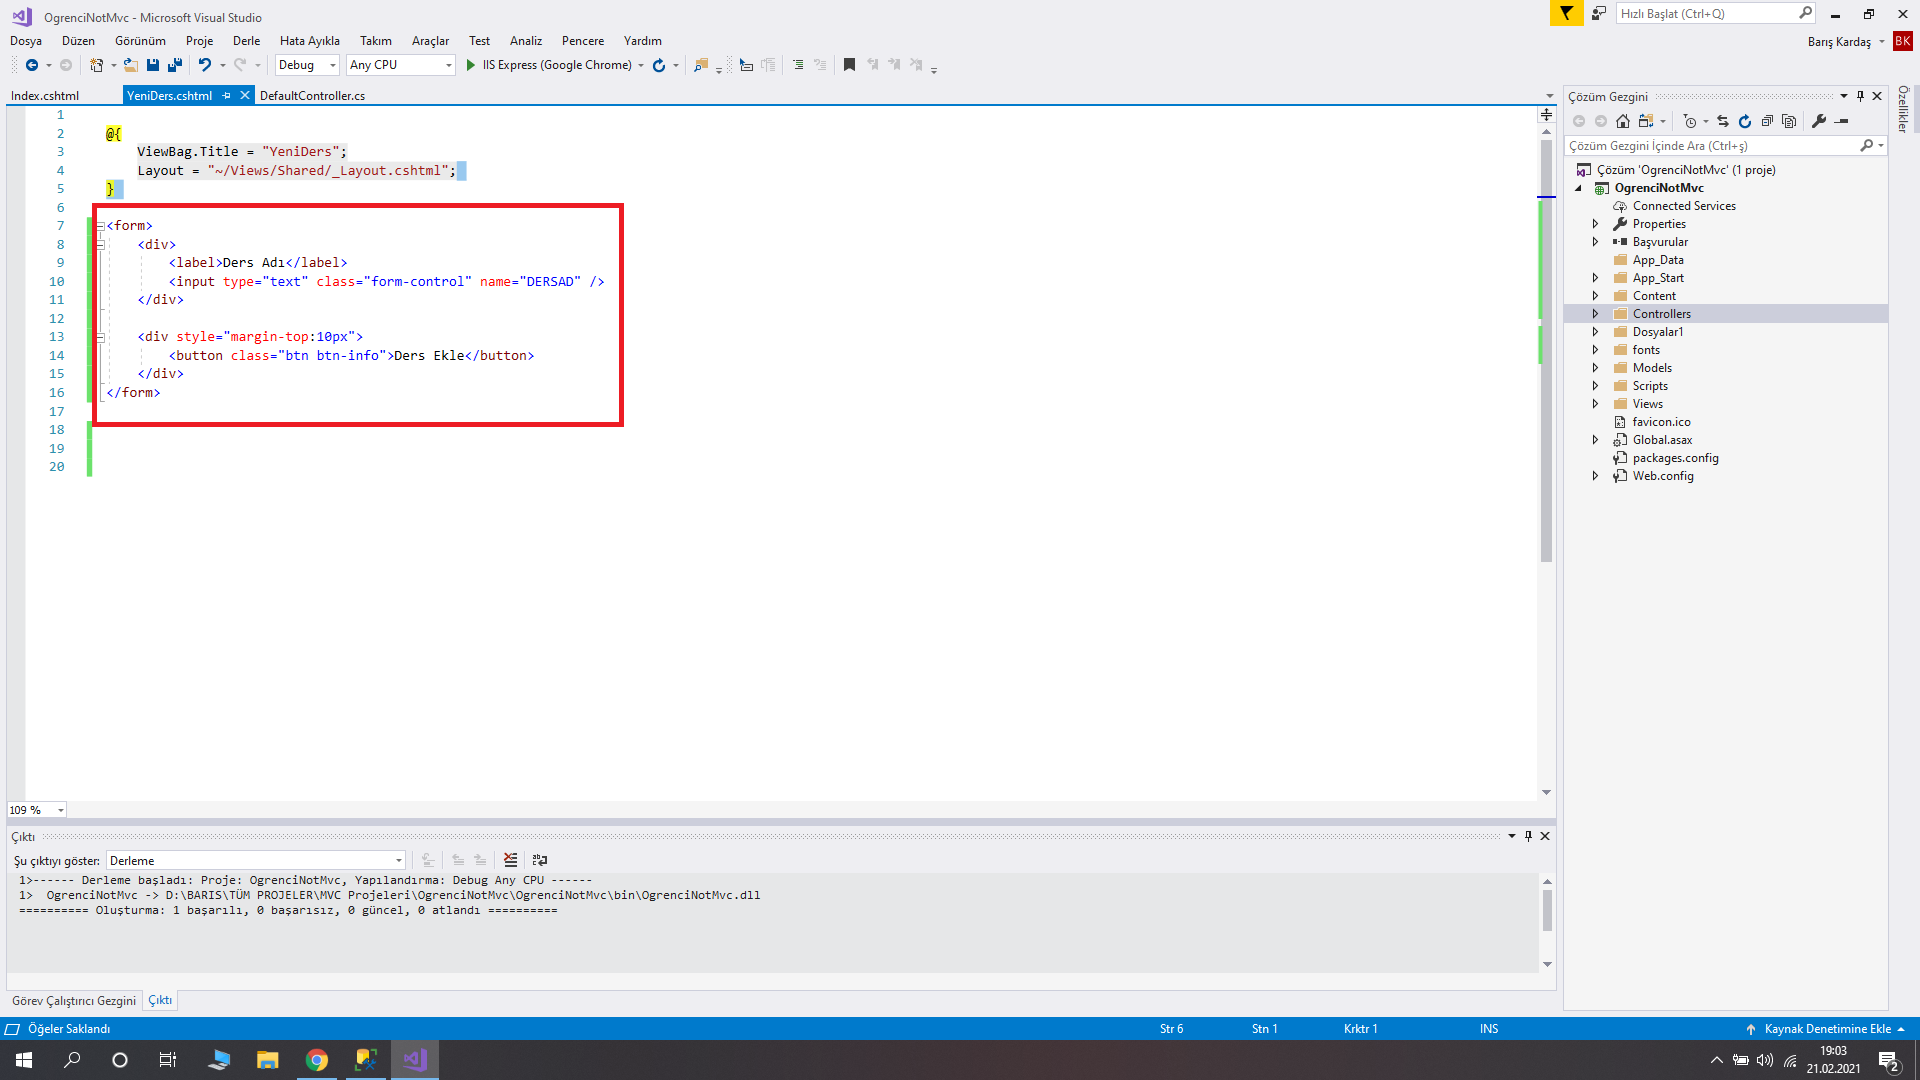 OgrenciNotMvc - Microsoft Visual Studio
Hızlı Başlat (Ctrl+Q)
Dosya Düzen Görünüm Proje Derle Hata Ayıkla Takım Araçlar Test Analiz Pencere Yardım
Barış Kardaş BK
Debug Any CPU IIS Express (Google Chrome)
Index.cshtml YeniDers.cshtml DefaultController.cs
1
2 @{
3 ViewBag.Title = "YeniDers";
4 Layout = "~/Views/Shared/_Layout.cshtml";
5 }
6
7 <form>
8 <div>
9 <label>Ders Adı</label>
10 <input type="text" class="form-control" name="DERSAD" />
11 </div>
12
13 <div style="margin-top:10px">
14 <button class="btn btn-info">Ders Ekle</button>
15 </div>
16 </form>
17
18
19
20
109 %
Çıktı
Şu çıktıyı göster: Derleme
1>------ Derleme başladı: Proje: OgrenciNotMvc, Yapılandırma: Debug Any CPU ------
1>  OgrenciNotMvc -> D:\BARIS\TÜM PROJELER\MVC Projeleri\OgrenciNotMvc\OgrenciNotMvc\bin\OgrenciNotMvc.dll
========== Oluşturma: 1 başarılı, 0 başarısız, 0 güncel, 0 atlandı ==========
Görev Çalıştırıcı Gezgini Çıktı
Çözüm Gezgini
Çözüm Gezgini İçinde Ara (Ctrl+ş)
Çözüm 'OgrenciNotMvc' (1 proje)
OgrenciNotMvc
Connected Services
Properties
Başvurular
App_Data
App_Start
Content
Controllers
Dosyalar1
fonts
Models
Scripts
Views
favicon.ico
Global.asax
packages.config
Web.config
Özellikler
Öğeler Saklandı Str 6 Stn 1 Krktr 1 INS Kaynak Denetimine Ekle
19:03
21.02.2021
2